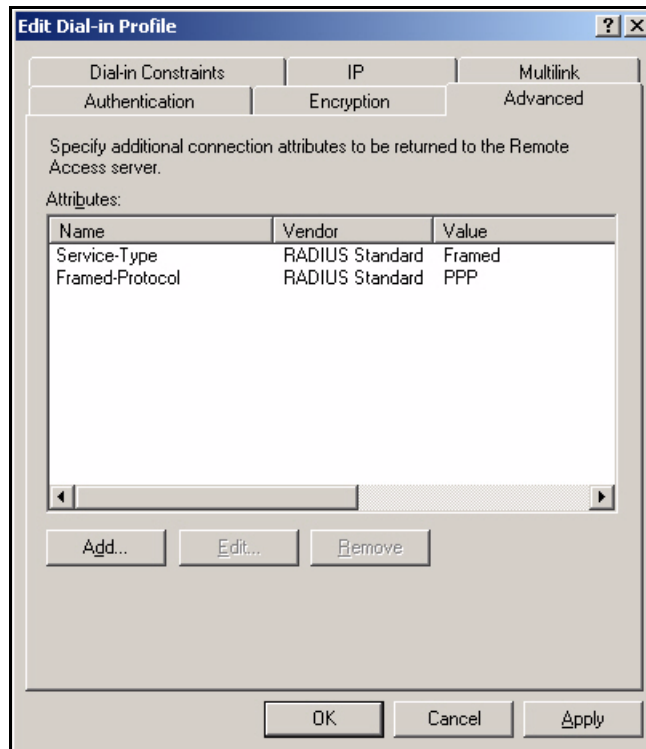 Edit Dial-in Profile
Dial-in Constraints IP Multilink
Authentication Encryption Advanced
Specify additional connection attributes to be returned to the Remote
Access server.
Attributes:
Name Vendor Value
Service-Type RADIUS Standard Framed
Framed-Protocol RADIUS Standard PPP
Add... Edit... Remove
OK Cancel Apply